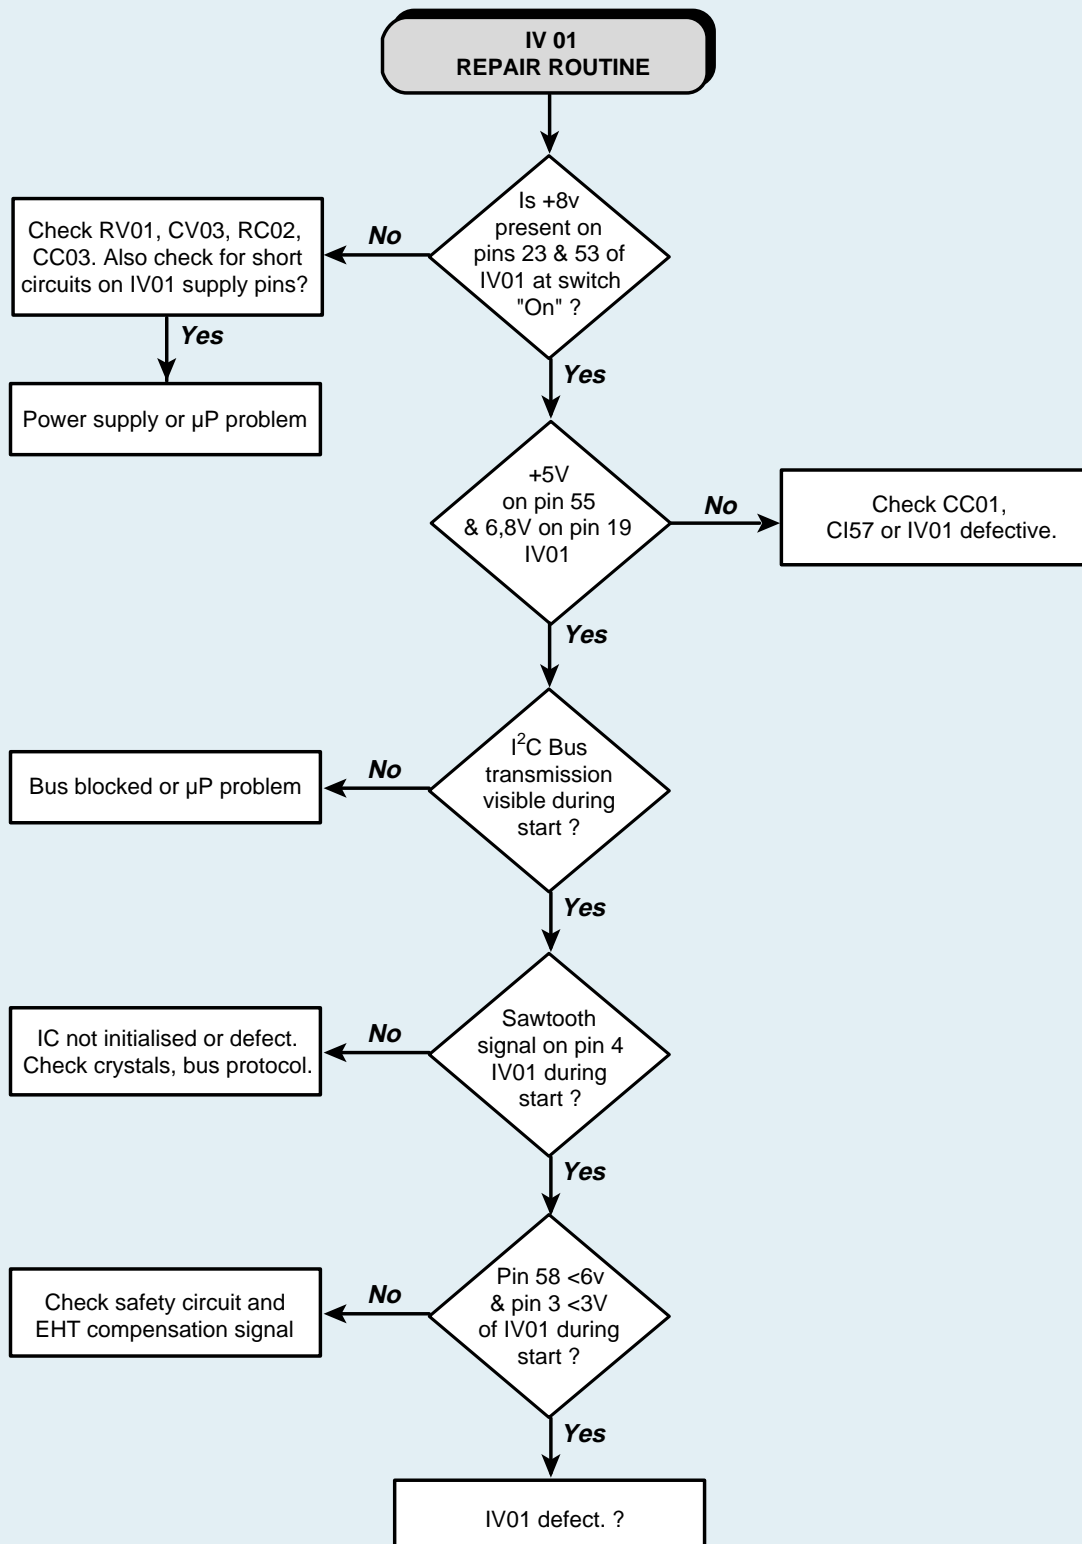 IV 01
REPAIR ROUTINE
Is +8v
present on
pins 23 & 53 of
IV01 at switch
"On" ?
No
Check RV01, CV03, RC02,
CC03. Also check for short
circuits on IV01 supply pins?
Yes
Power supply or µP problem
Yes
+5V
on pin 55
& 6,8V on pin 19
IV01
No
Check CC01,
CI57 or IV01 defective.
Yes
I²C Bus
transmission
visible during
start ?
No
Bus blocked or µP problem
Yes
Sawtooth
signal on pin 4
IV01 during
start ?
No
IC not initialised or defect.
Check crystals, bus protocol.
Yes
Pin 58 <6v
& pin 3 <3V
of IV01 during
start ?
No
Check safety circuit and
EHT compensation signal
Yes
IV01 defect. ?